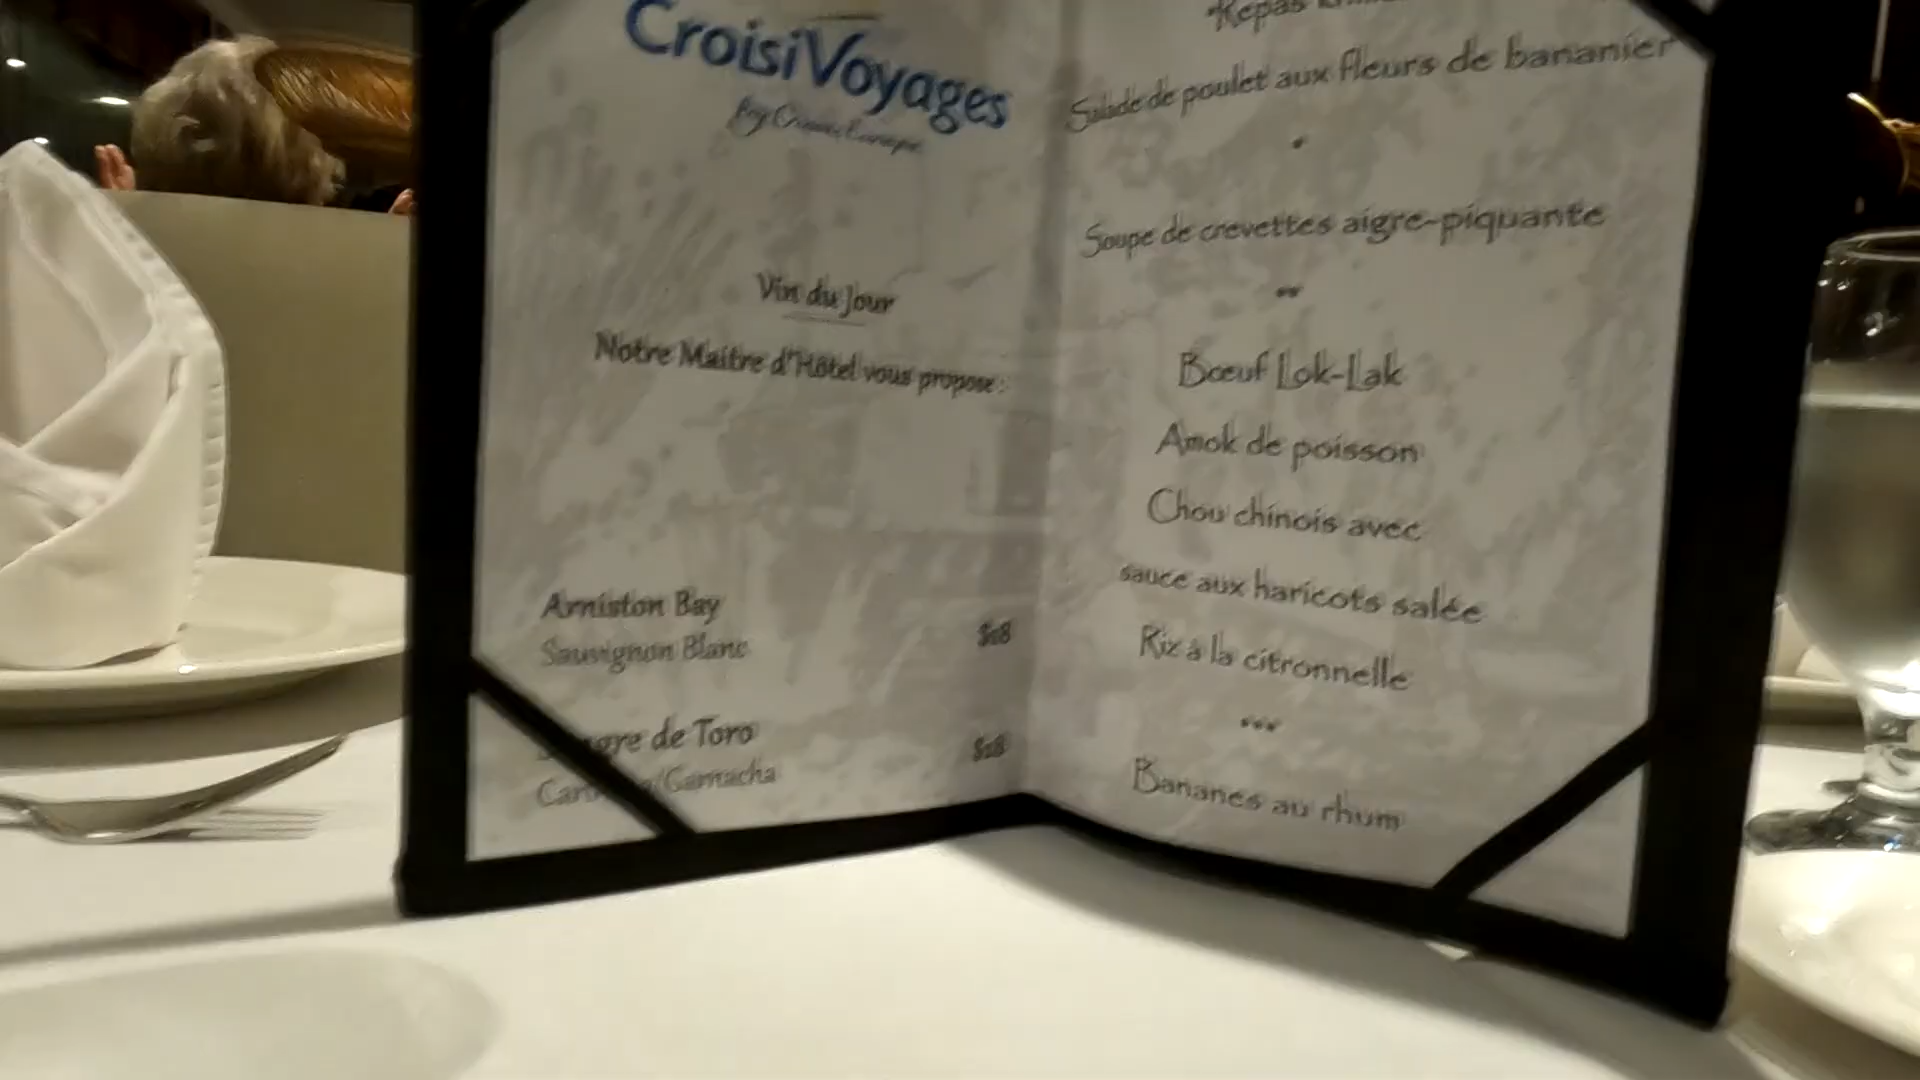 CroisiVoyages
by CroisiEurope
Vin du Jour
Notre Maître d'Hôtel vous propose :
Arniston Bay
Sauvignon Blanc
$28
de Toro
/Garnacha
Repas
Salade de poulet aux fleurs de bananier
*
Soupe de crevettes aigre-piquante
**
Bœuf Lok-Lak
Amok de poisson
Chou chinois avec
sauce aux haricots salée
Riz à la citronnelle
***
Bananes au rhum